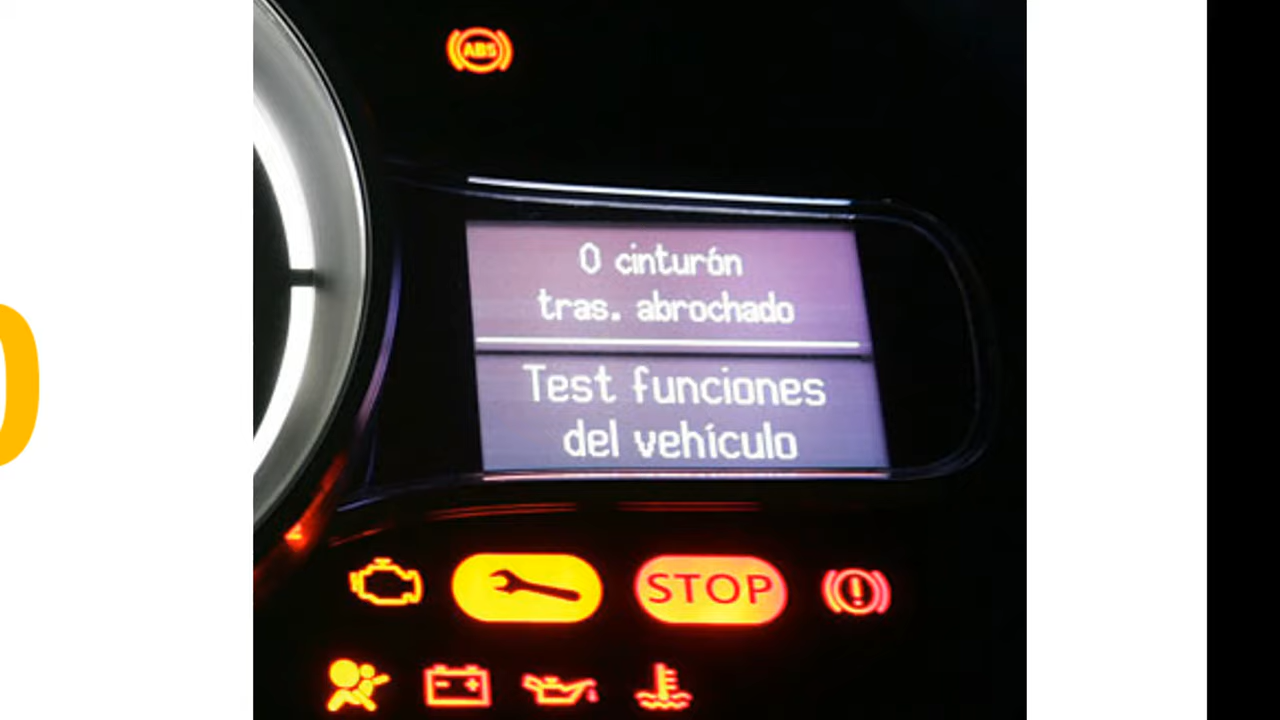 ABS
0 cinturón
tras. abrochado
Test funciones
del vehículo
STOP